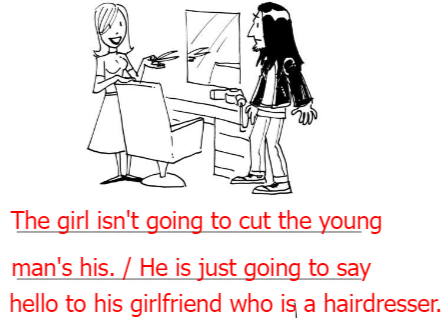 The girl isn't going to cut the young
man's his. / He is just going to say
hello to his girlfriend who is a hairdresser.